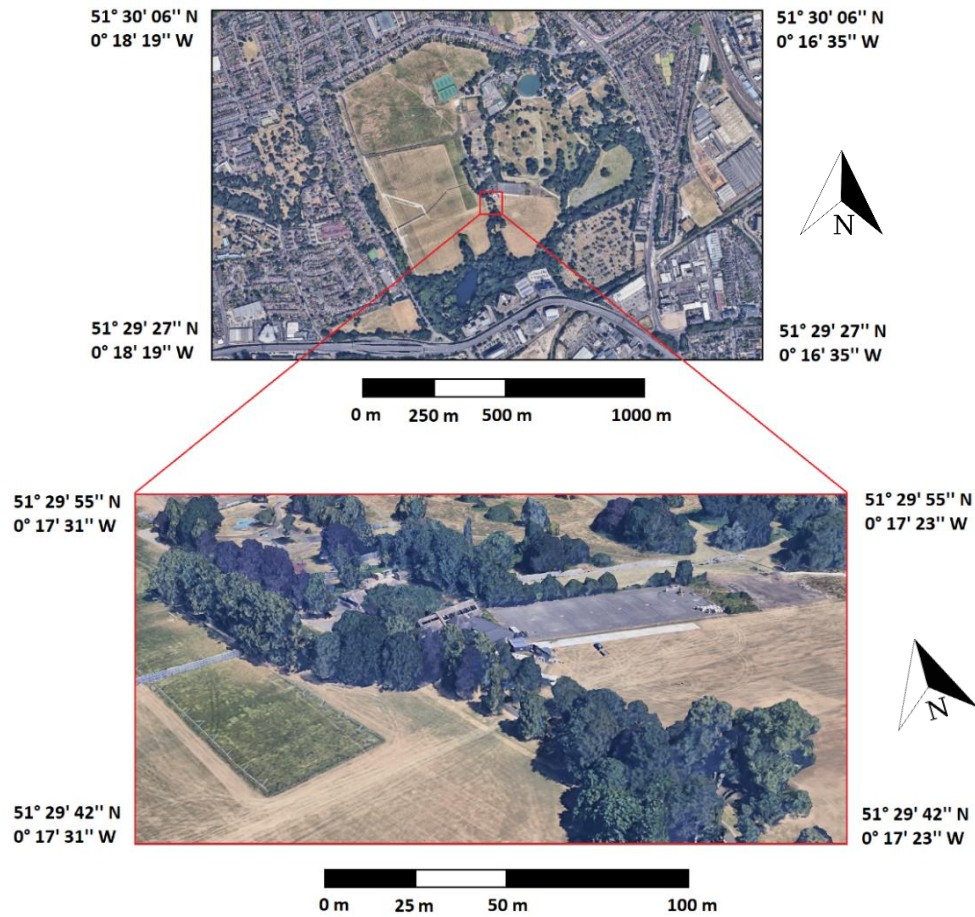 51° 30' 06'' N
0° 18' 19'' W
51° 30' 06'' N
0° 16' 35'' W
N
51° 29' 27'' N
0° 18' 19'' W
51° 29' 27'' N
0° 16' 35'' W
0 m 250 m 500 m 1000 m
51° 29' 55'' N
0° 17' 31'' W
51° 29' 55'' N
0° 17' 23'' W
N
51° 29' 42'' N
0° 17' 31'' W
51° 29' 42'' N
0° 17' 23'' W
0 m 25 m 50 m 100 m